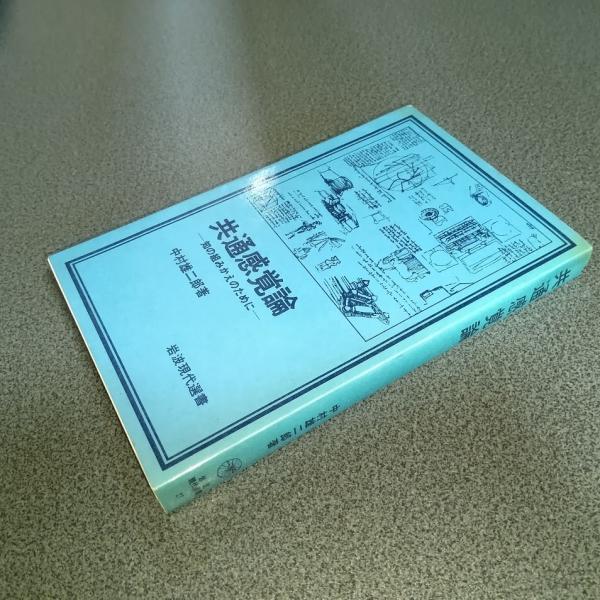 共通感覚論
―知の組みかえのために―
中村雄二郎著
岩波現代選書
共通感覚論
中村雄二郎著